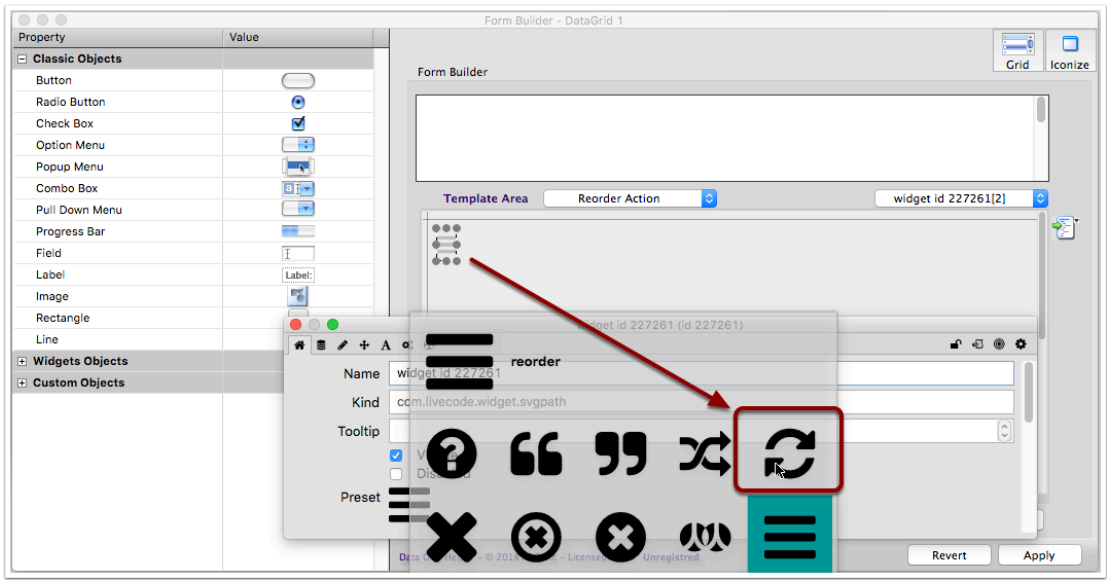 Form Builder - DataGrid 1
Property Value
Classic Objects
Button
Radio Button
Check Box
Option Menu
Popup Menu
Combo Box
Pull Down Menu
Progress Bar
Field
Label Label:
Image
Rectangle
Line
Widgets Objects
Custom Objects
Grid Iconize
Form Builder
Template Area Reorder Action widget id 227261[2]
widget id 227261 (id 227261)
reorder
Name widget id 227261
Kind com.livecode.widget.svgpath
Tooltip
Preset
Unregistred
Revert Apply